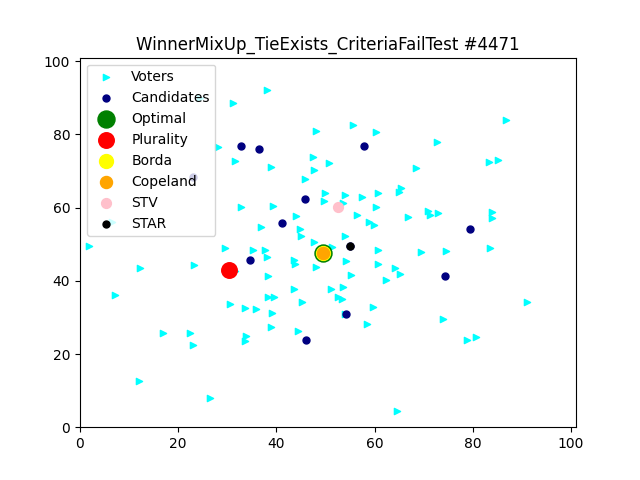 WinnerMixUp_TieExists_CriteriaFailTest #4471
100
80
60
40
20
0
0
20
40
60
80
100
Voters
Candidates
Optimal
Plurality
Borda
Copeland
STV
STAR